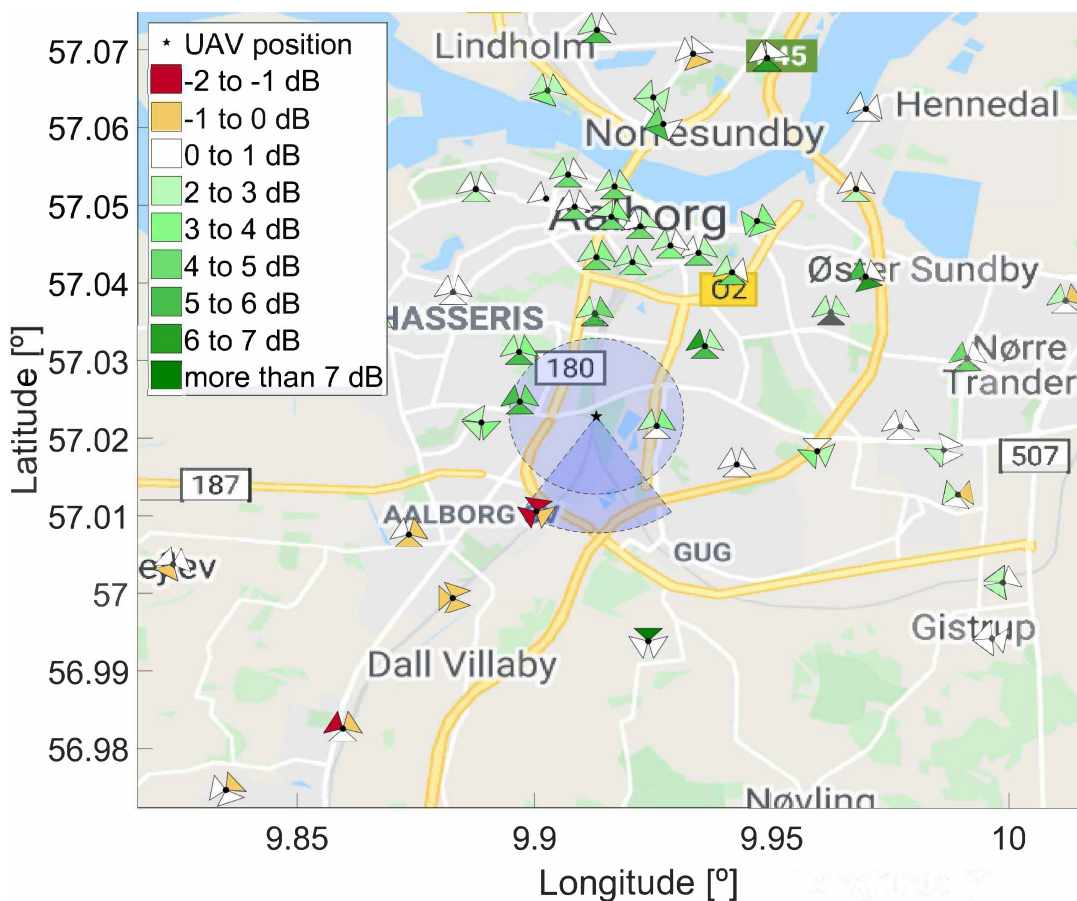 57.07
57.06
57.05
57.04
57.03
57.02
57.01
57
56.99
56.98
Latitude [º]
UAV position
-2 to -1 dB
-1 to 0 dB
0 to 1 dB
2 to 3 dB
3 to 4 dB
4 to 5 dB
5 to 6 dB
6 to 7 dB
more than 7 dB
Lindholm
45
Hennedal
Norresundby
Aalborg
Øster Sundby
HASSERIS
180
Nørre
Trander
507
187
AALBORG
GUG
ejlev
Gistrup
Dall Villaby
Nøvling
9.85
9.9
9.95
10
Longitude [º]